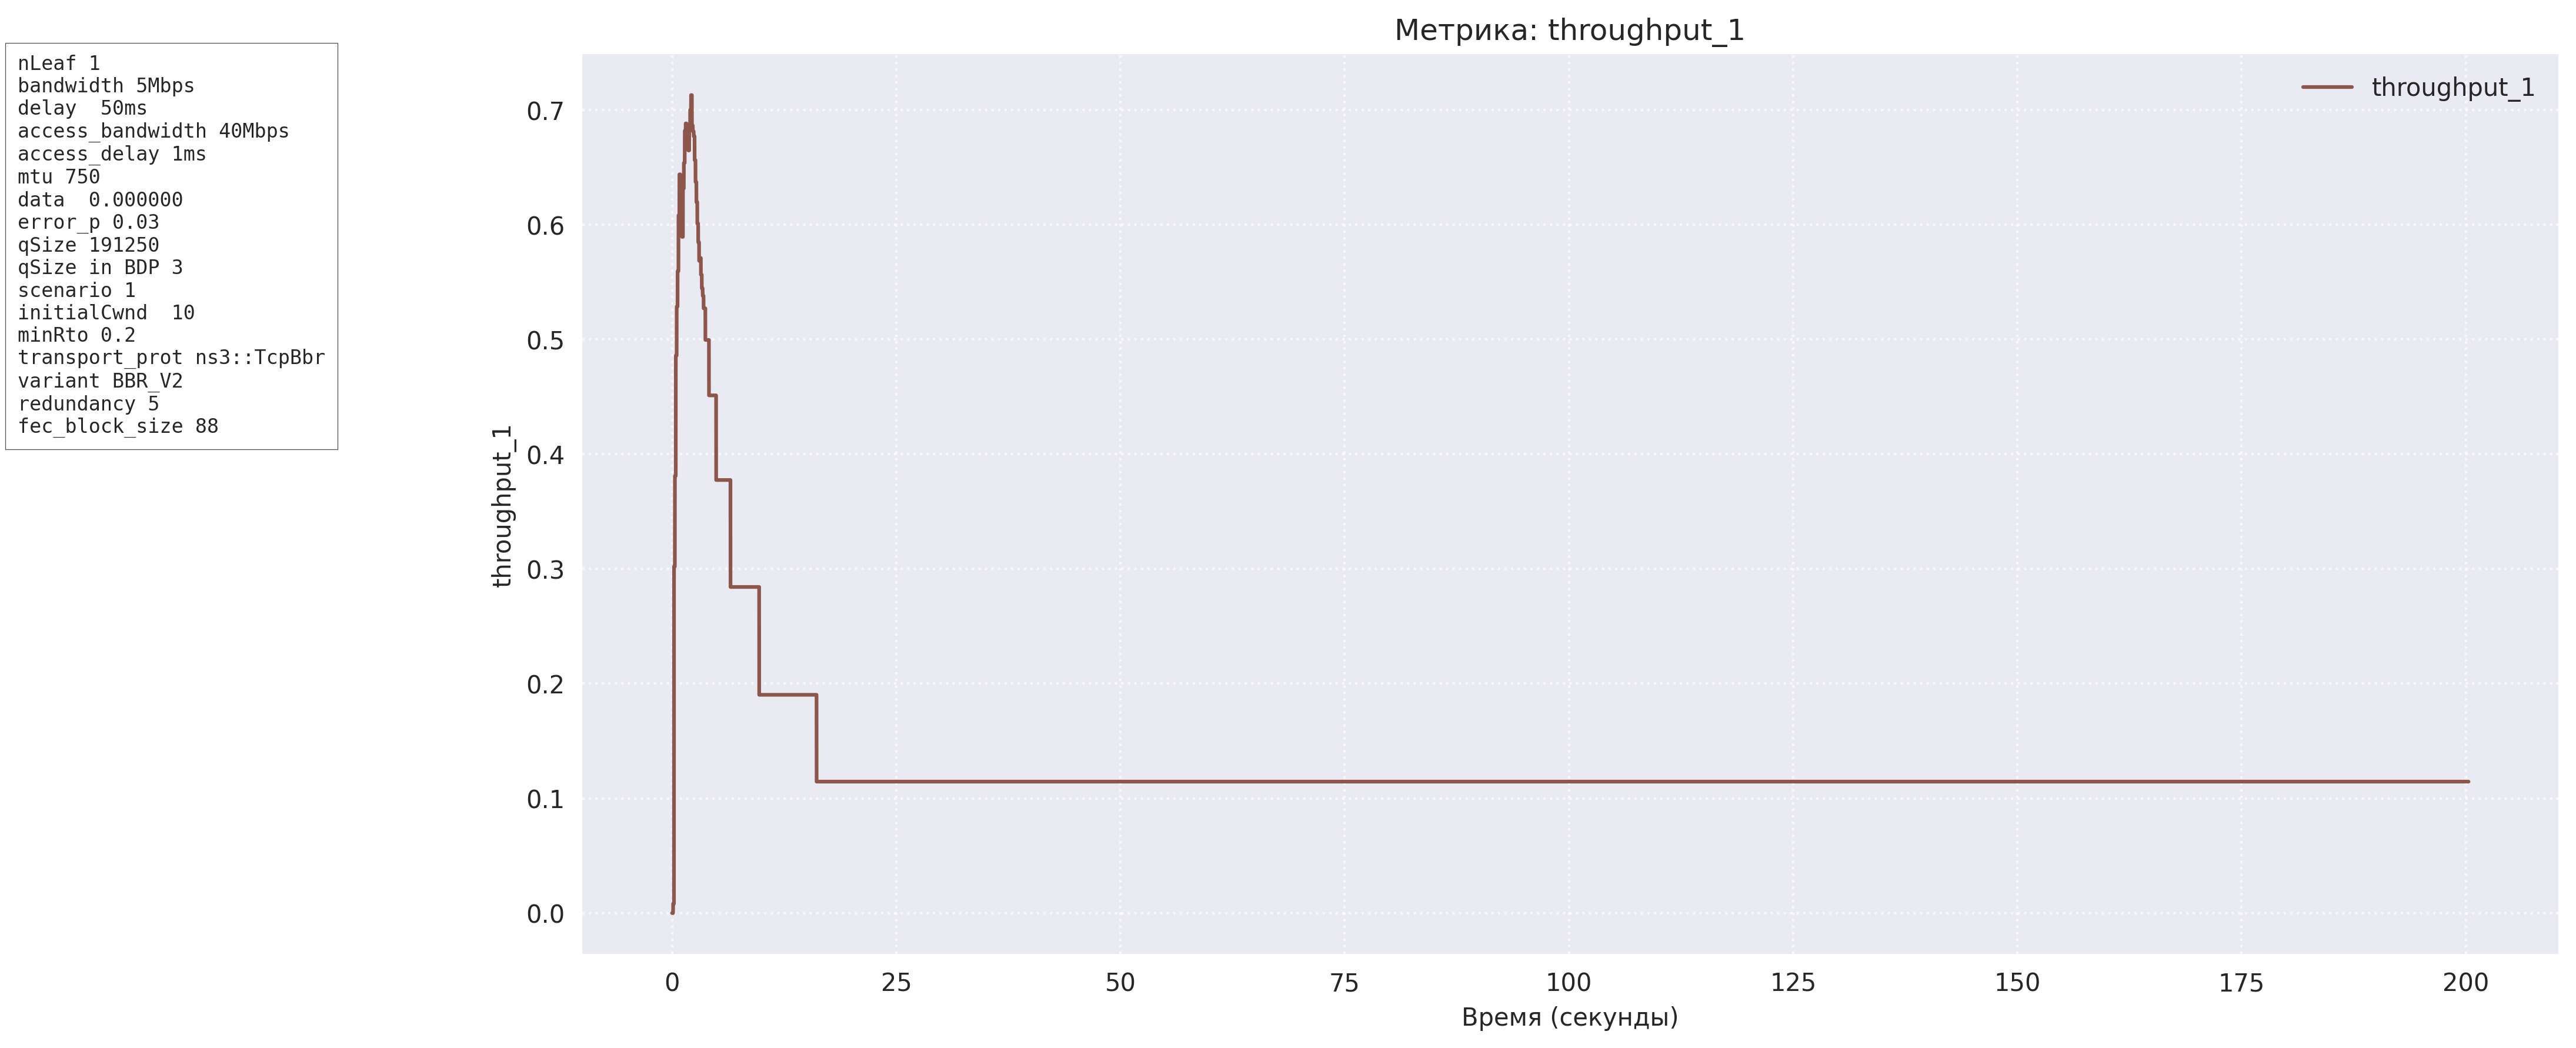 Метрика: throughput_1
nLeaf 1
bandwidth 5Mbps
delay  50ms
access_bandwidth 40Mbps
access_delay 1ms
mtu 750
data  0.000000
error_p 0.03
qSize 191250
qSize in BDP 3
scenario 1
initialCwnd  10
minRto 0.2
transport_prot ns3::TcpBbr
variant BBR_V2
redundancy 5
fec_block_size 88
throughput_1
throughput_1
0.7
0.6
0.5
0.4
0.3
0.2
0.1
0.0
0 25 50 75 100 125 150 175 200
Время (секунды)